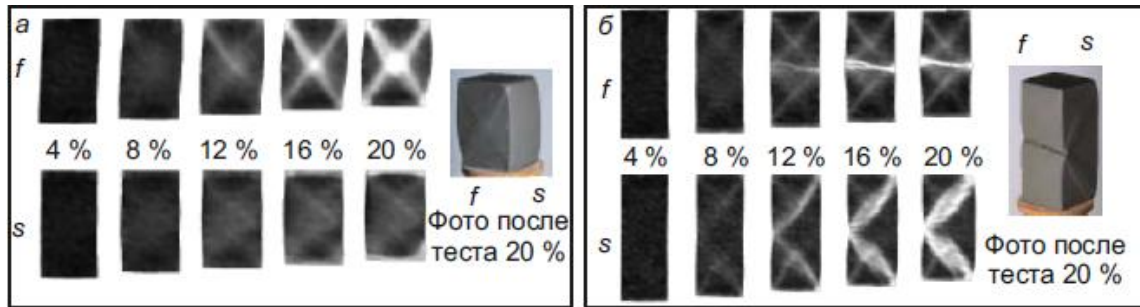 а
f
4 % 8 % 12 % 16 % 20 %
s
f s
Фото после
теста 20 %
б
f
4 % 8 % 12 % 16 % 20 %
s
f s
Фото после
теста 20 %